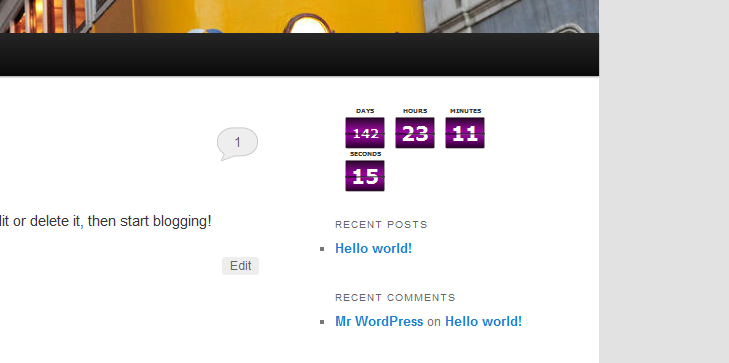 DAYS HOURS MINUTES
142 23 11
SECONDS
15
1
lit or delete it, then start blogging!
Edit
RECENT POSTS
Hello world!
RECENT COMMENTS
Mr WordPress on Hello world!